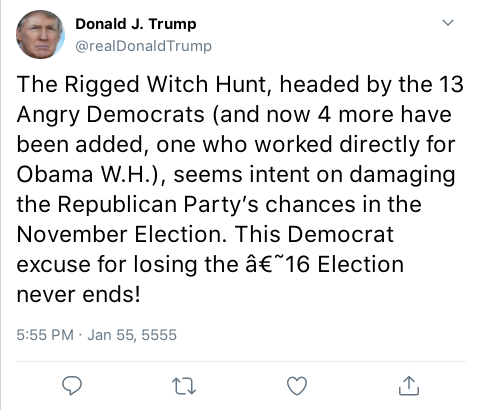 Donald J. Trump
@realDonaldTrump
The Rigged Witch Hunt, headed by the 13
Angry Democrats (and now 4 more have
been added, one who worked directly for
Obama W.H.), seems intent on damaging
the Republican Party’s chances in the
November Election. This Democrat
excuse for losing the â€˜16 Election
never ends!
5:55 PM · Jan 55, 5555